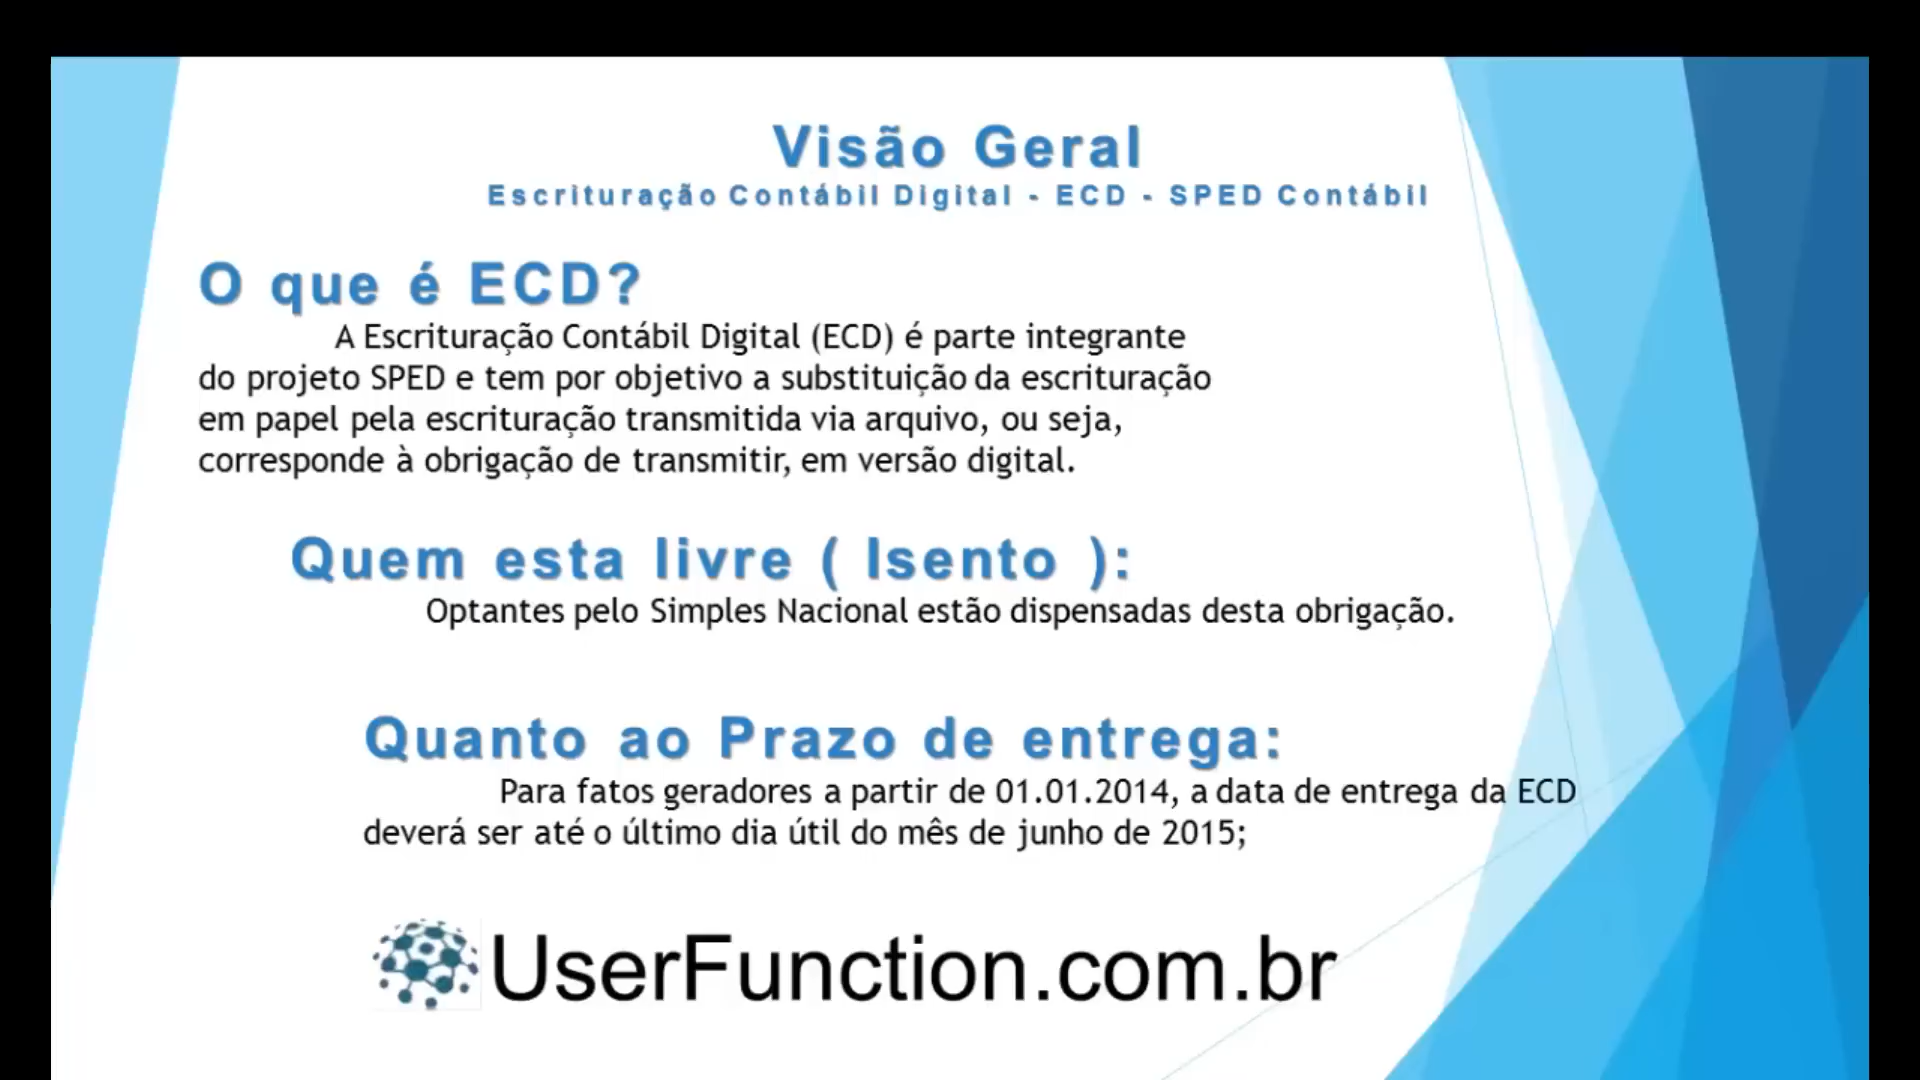 Visão Geral
Escrituração Contábil Digital - ECD - SPED Contábil
O que é ECD?
A Escrituração Contábil Digital (ECD) é parte integrante
do projeto SPED e tem por objetivo a substituição da escrituração
em papel pela escrituração transmitida via arquivo, ou seja,
corresponde à obrigação de transmitir, em versão digital.
Quem esta livre ( Isento ):
Optantes pelo Simples Nacional estão dispensadas desta obrigação.
Quanto ao Prazo de entrega:
Para fatos geradores a partir de 01.01.2014, a data de entrega da ECD
deverá ser até o último dia útil do mês de junho de 2015;
UserFunction.com.br